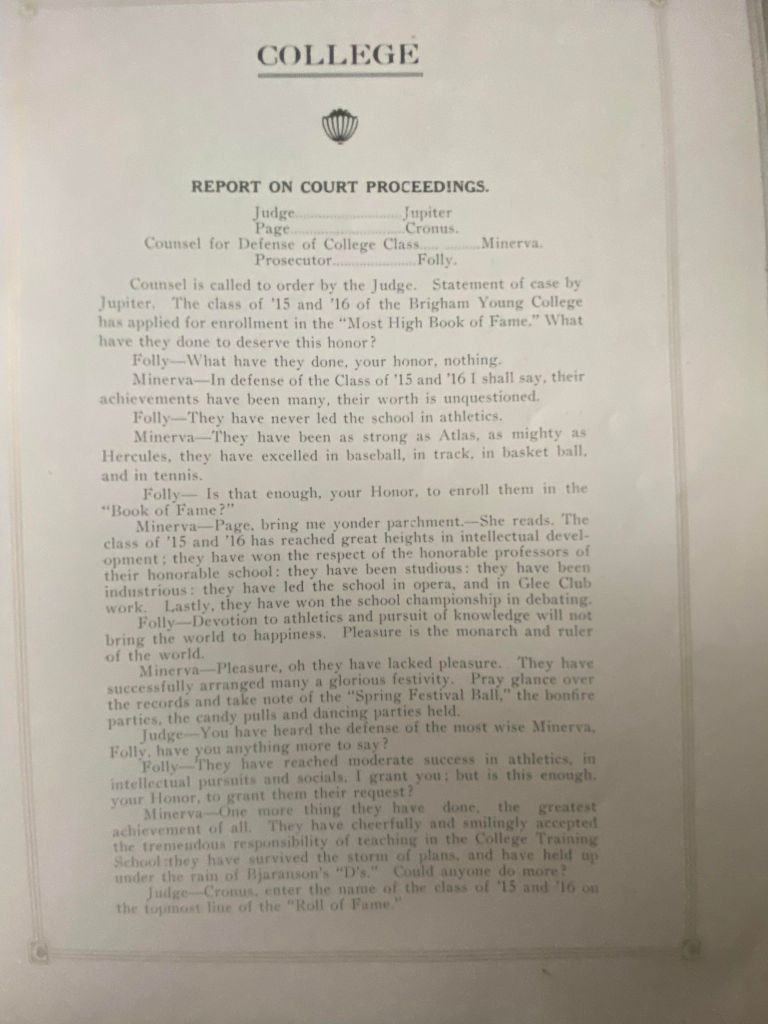 COLLEGE
REPORT ON COURT PROCEEDINGS.
Judge..........................Jupiter
Page............................Cronus.
Counsel for Defense of College Class.... .........Minerva.
Prosecutor.....................Folly.
Counsel is called to order by the Judge. Statement of case by
Jupiter. The class of '15 and '16 of the Brigham Young College
has applied for enrollment in the "Most High Book of Fame." What
have they done to deserve this honor?
Folly—What have they done, your honor, nothing.
Minerva—In defense of the Class of '15 and '16 I shall say, their
achievements have been many, their worth is unquestioned.
Folly—They have never led the school in athletics.
Minerva—They have been as strong as Atlas, as mighty as
Hercules, they have excelled in baseball, in track, in basket ball,
and in tennis.
Folly— Is that enough, your Honor, to enroll them in the
"Book of Fame?"
Minerva—Page, bring me yonder parchment.—She reads. The
class of '15 and '16 has reached great heights in intellectual devel-
opment; they have won the respect of the honorable professors of
their honorable school: they have been studious: they have been
industrious: they have led the school in opera, and in Glee Club
work. Lastly, they have won the school championship in debating.
Folly—Devotion to athletics and pursuit of knowledge will not
bring the world to happiness. Pleasure is the monarch and ruler
of the world.
Minerva—Pleasure, oh they have lacked pleasure. They have
successfully arranged many a glorious festivity. Pray glance over
the records and take note of the "Spring Festival Ball," the bonfire
parties, the candy pulls and dancing parties held.
Judge—You have heard the defense of the most wise Minerva,
Folly, have you anything more to say?
Folly—They have reached moderate success in athletics, in
intellectual pursuits and socials, I grant you; but is this enough,
your Honor, to grant them their request?
Minerva—One more thing they have done, the greatest
achievement of all. They have cheerfully and smilingly accepted
the tremendous responsibility of teaching in the College Training
School:they have survived the storm of plans, and have held up
under the rain of Bjaranson's "D's." Could anyone do more?
Judge—Cronus, enter the name of the class of '15 and '16 on
the topmost line of the "Roll of Fame."